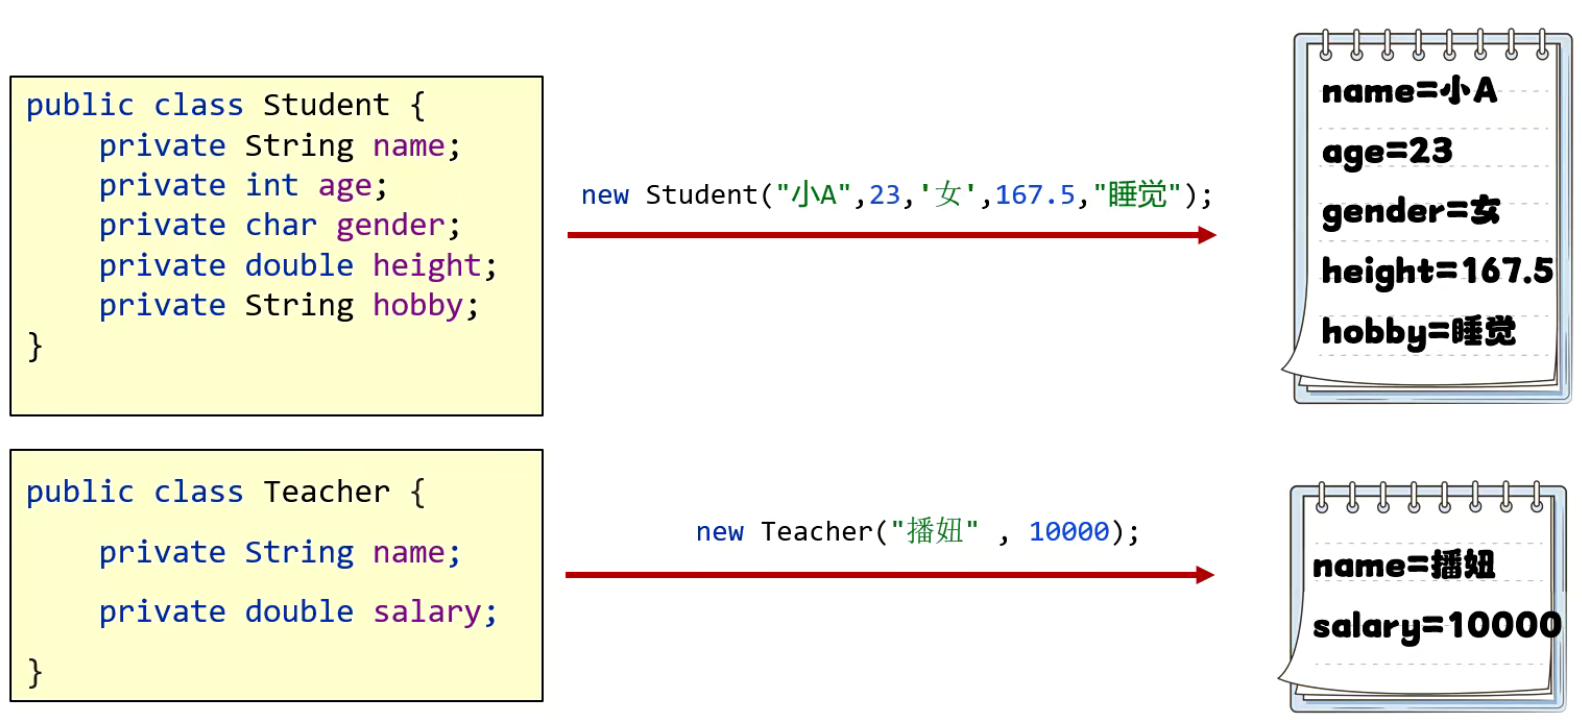 public class Student {
private String name;
private int age;
private char gender;
private double height;
private String hobby;
}
new Student("小A",23,'女',167.5,"睡觉");
name=小A
age=23
gender=女
height=167.5
hobby=睡觉
public class Teacher {
private String name;
private double salary;
}
new Teacher("播妞" , 10000);
name=播妞
salary=10000